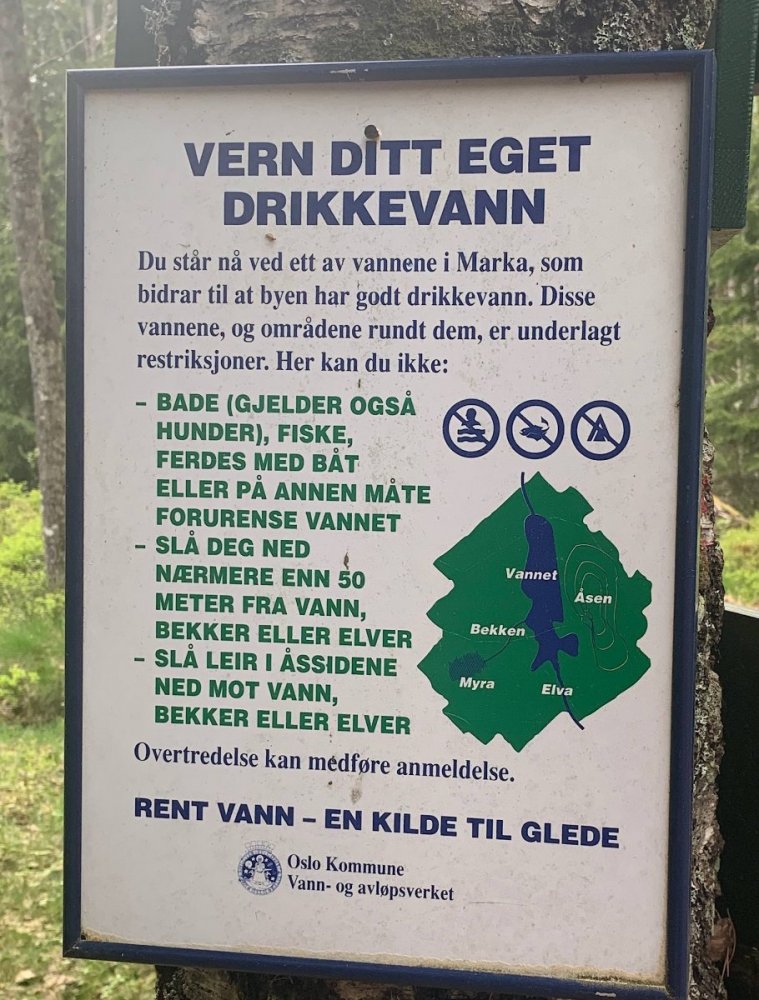 VERN DITT EGET
DRIKKEVANN
Du står nå ved ett av vannene i Marka, som
bidrar til at byen har godt drikkevann. Disse
vannene, og områdene rundt dem, er underlagt
restriksjoner. Her kan du ikke:
– BADE (GJELDER OGSÅ
HUNDER), FISKE,
FERDES MED BÅT
ELLER PÅ ANNEN MÅTE
FORURENSE VANNET
– SLÅ DEG NED
NÆRMERE ENN 50
METER FRA VANN,
BEKKER ELLER ELVER
– SLÅ LEIR I ÅSSIDENE
NED MOT VANN,
BEKKER ELLER ELVER
Vannet
Åsen
Bekken
Myra
Elva
Overtredelse kan medføre anmeldelse.
RENT VANN – EN KILDE TIL GLEDE
Oslo Kommune
Vann- og avløpsverket